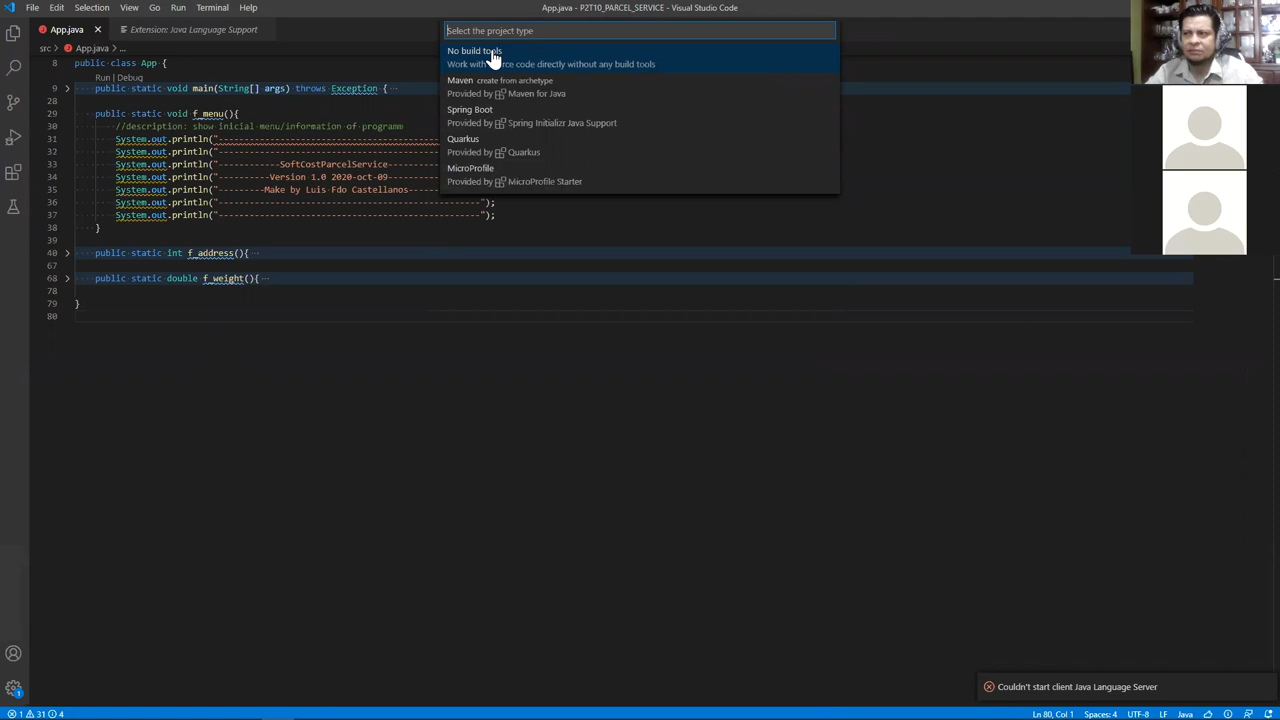 File Edit Selection View Go Run Terminal Help
App.java - P2T10_PARCEL_SERVICE - Visual Studio Code
App.java Extension: Java Language Support
src > App.java > ...
Select the project type
No build tools
Work with source code directly without any build tools
Maven create from archetype
Provided by Maven for Java
Spring Boot
Provided by Spring Initializr Java Support
Quarkus
Provided by Quarkus
MicroProfile
Provided by MicroProfile Starter
8 public class App {
Run | Debug
9 public static void main(String[] args) throws Exception { ...
28
29 public static void f_menu(){
30 //description: show inicial menu/information of programm
31 System.out.println("--------------------------------------------
32 System.out.println("--------------------------------------------
33 System.out.println("------------SoftCostParcelService------
34 System.out.println("----------Version 1.0 2020-oct-09------
35 System.out.println("---------Make by Luis Fdo Castellanos------
36 System.out.println("----------------------------------------------------");
37 System.out.println("----------------------------------------------------");
38 }
39
40 public static int f_address(){ ...
67
68 public static double f_weight(){ ...
78
79 }
80
Couldn't start client Java Language Server
1 31 4
Ln 80, Col 1 Spaces: 4 UTF-8 LF Java